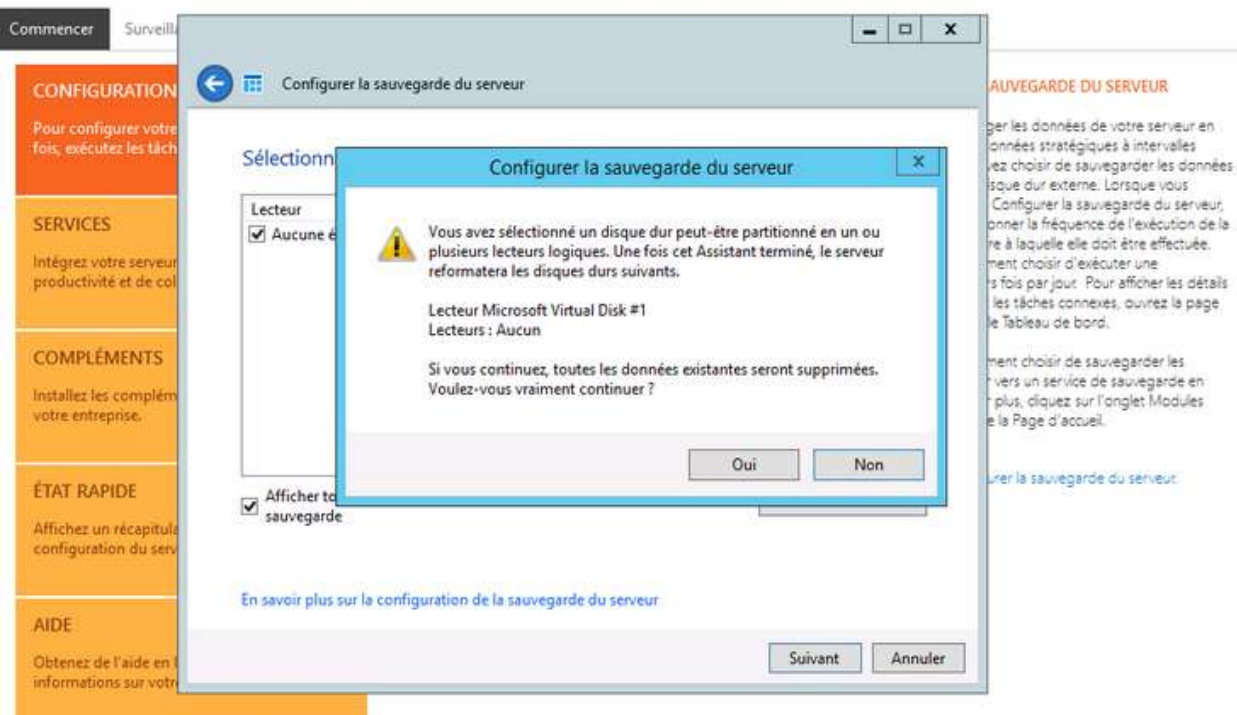 Commencer
Surveill
CONFIGURATION
Pour configurer votre
fois, exécutez les tâch
SERVICES
Intégrez votre serveur
productivité et de col
COMPLÉMENTS
Installez les complém
votre entreprise.
ÉTAT RAPIDE
Affichez un récapitula
configuration du serv
AIDE
Obtenez de l'aide en l
informations sur votre
Configurer la sauvegarde du serveur
Sélectionn
Lecteur
Aucune é
Afficher to
sauvegarde
En savoir plus sur la configuration de la sauvegarde du serveur
Suivant
Annuler
Configurer la sauvegarde du serveur
Vous avez sélectionné un disque dur peut-être partitionné en un ou
plusieurs lecteurs logiques. Une fois cet Assistant terminé, le serveur
reformatera les disques durs suivants.
Lecteur Microsoft Virtual Disk #1
Lecteurs : Aucun
Si vous continuez, toutes les données existantes seront supprimées.
Voulez-vous vraiment continuer ?
Oui
Non
AUVEGARDE DU SERVEUR
ger les données de votre serveur en
onnées stratégiques à intervalles
vez choisir de sauvegarder les données
isque dur externe. Lorsque vous
Configurer la sauvegarde du serveur,
onner la fréquence de l'exécution de la
re à laquelle elle doit être effectuée.
ment choisir d'exécuter une
s fois par jour. Pour afficher les détails
les tâches connexes, ouvrez la page
le Tableau de bord.
ment choisir de sauvegarder les
vers un service de sauvegarde en
plus, cliquez sur l'onglet Modules
e la Page d'accueil.
urer la sauvegarde du serveur.